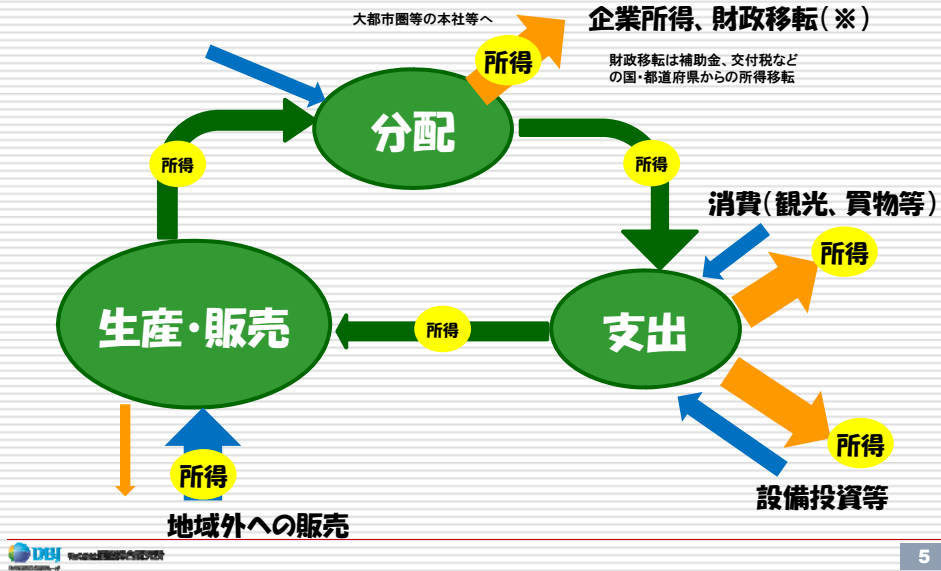 大都市圏等の本社等へ
企業所得、財政移転(※)
所得
財政移転は補助金、交付税など
の国・都道府県からの所得移転
分配
所得
所得
消費(観光、買物等)
所得
生産・販売
所得
支出
所得
所得
設備投資等
地域外への販売
DBJ
5